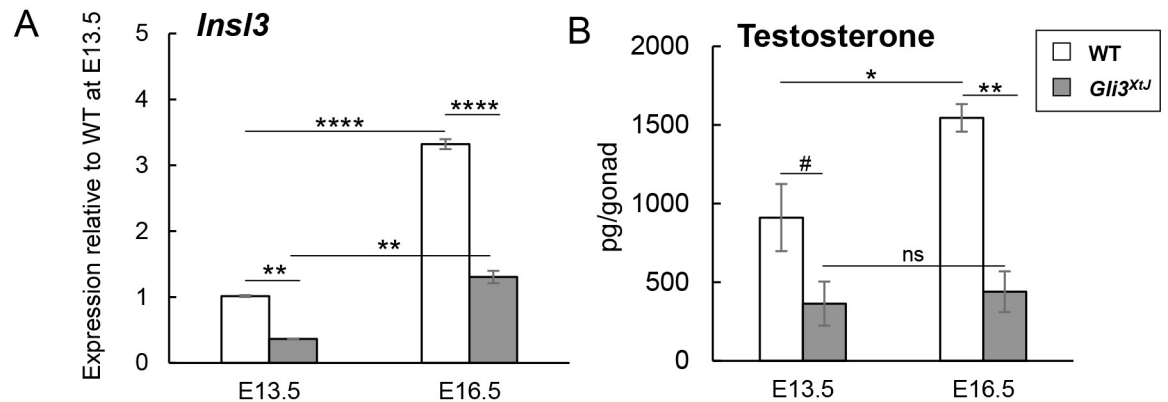 A
Insl3
Expression relative to WT at E13.5
5
4
3
2
1
0
****
****
**
**
E13.5
E16.5
B
Testosterone
pg/gonad
2000
1500
1000
500
0
*
**
#
ns
E13.5
E16.5
WT
Gli3XtJ